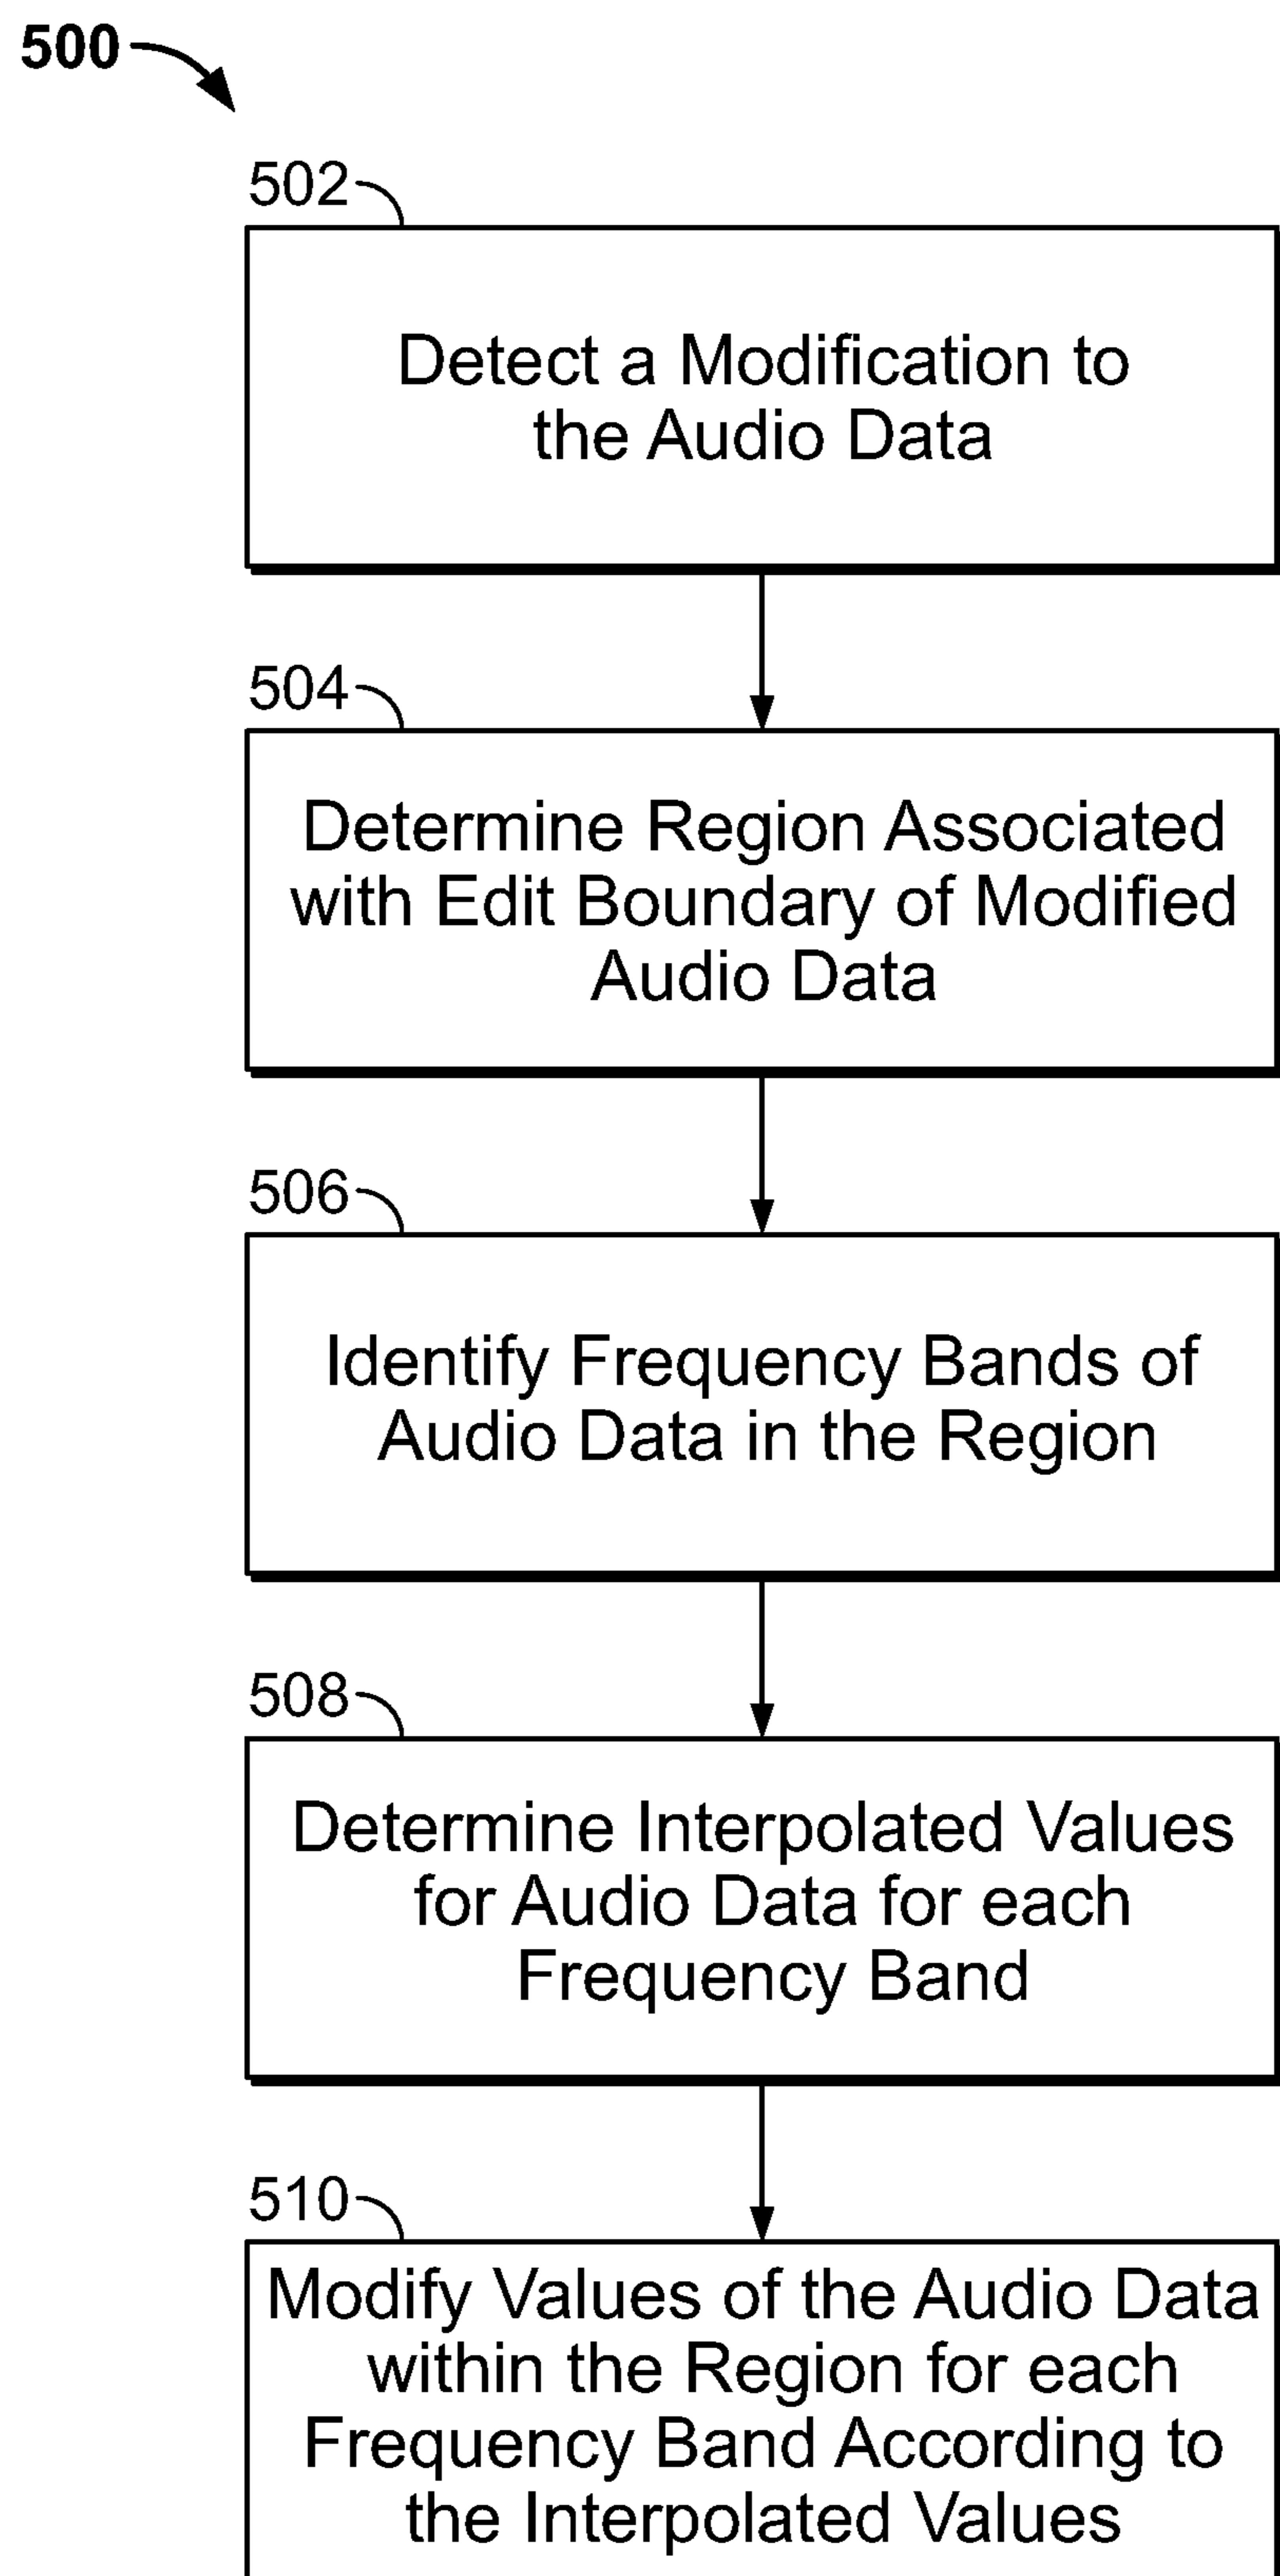 500
502
Detect a Modification to
the Audio Data
504
Determine Region Associated
with Edit Boundary of Modified
Audio Data
506
Identify Frequency Bands of
Audio Data in the Region
508
Determine Interpolated Values
for Audio Data for each
Frequency Band
510
Modify Values of the Audio Data
within the Region for each
Frequency Band According to
the Interpolated Values